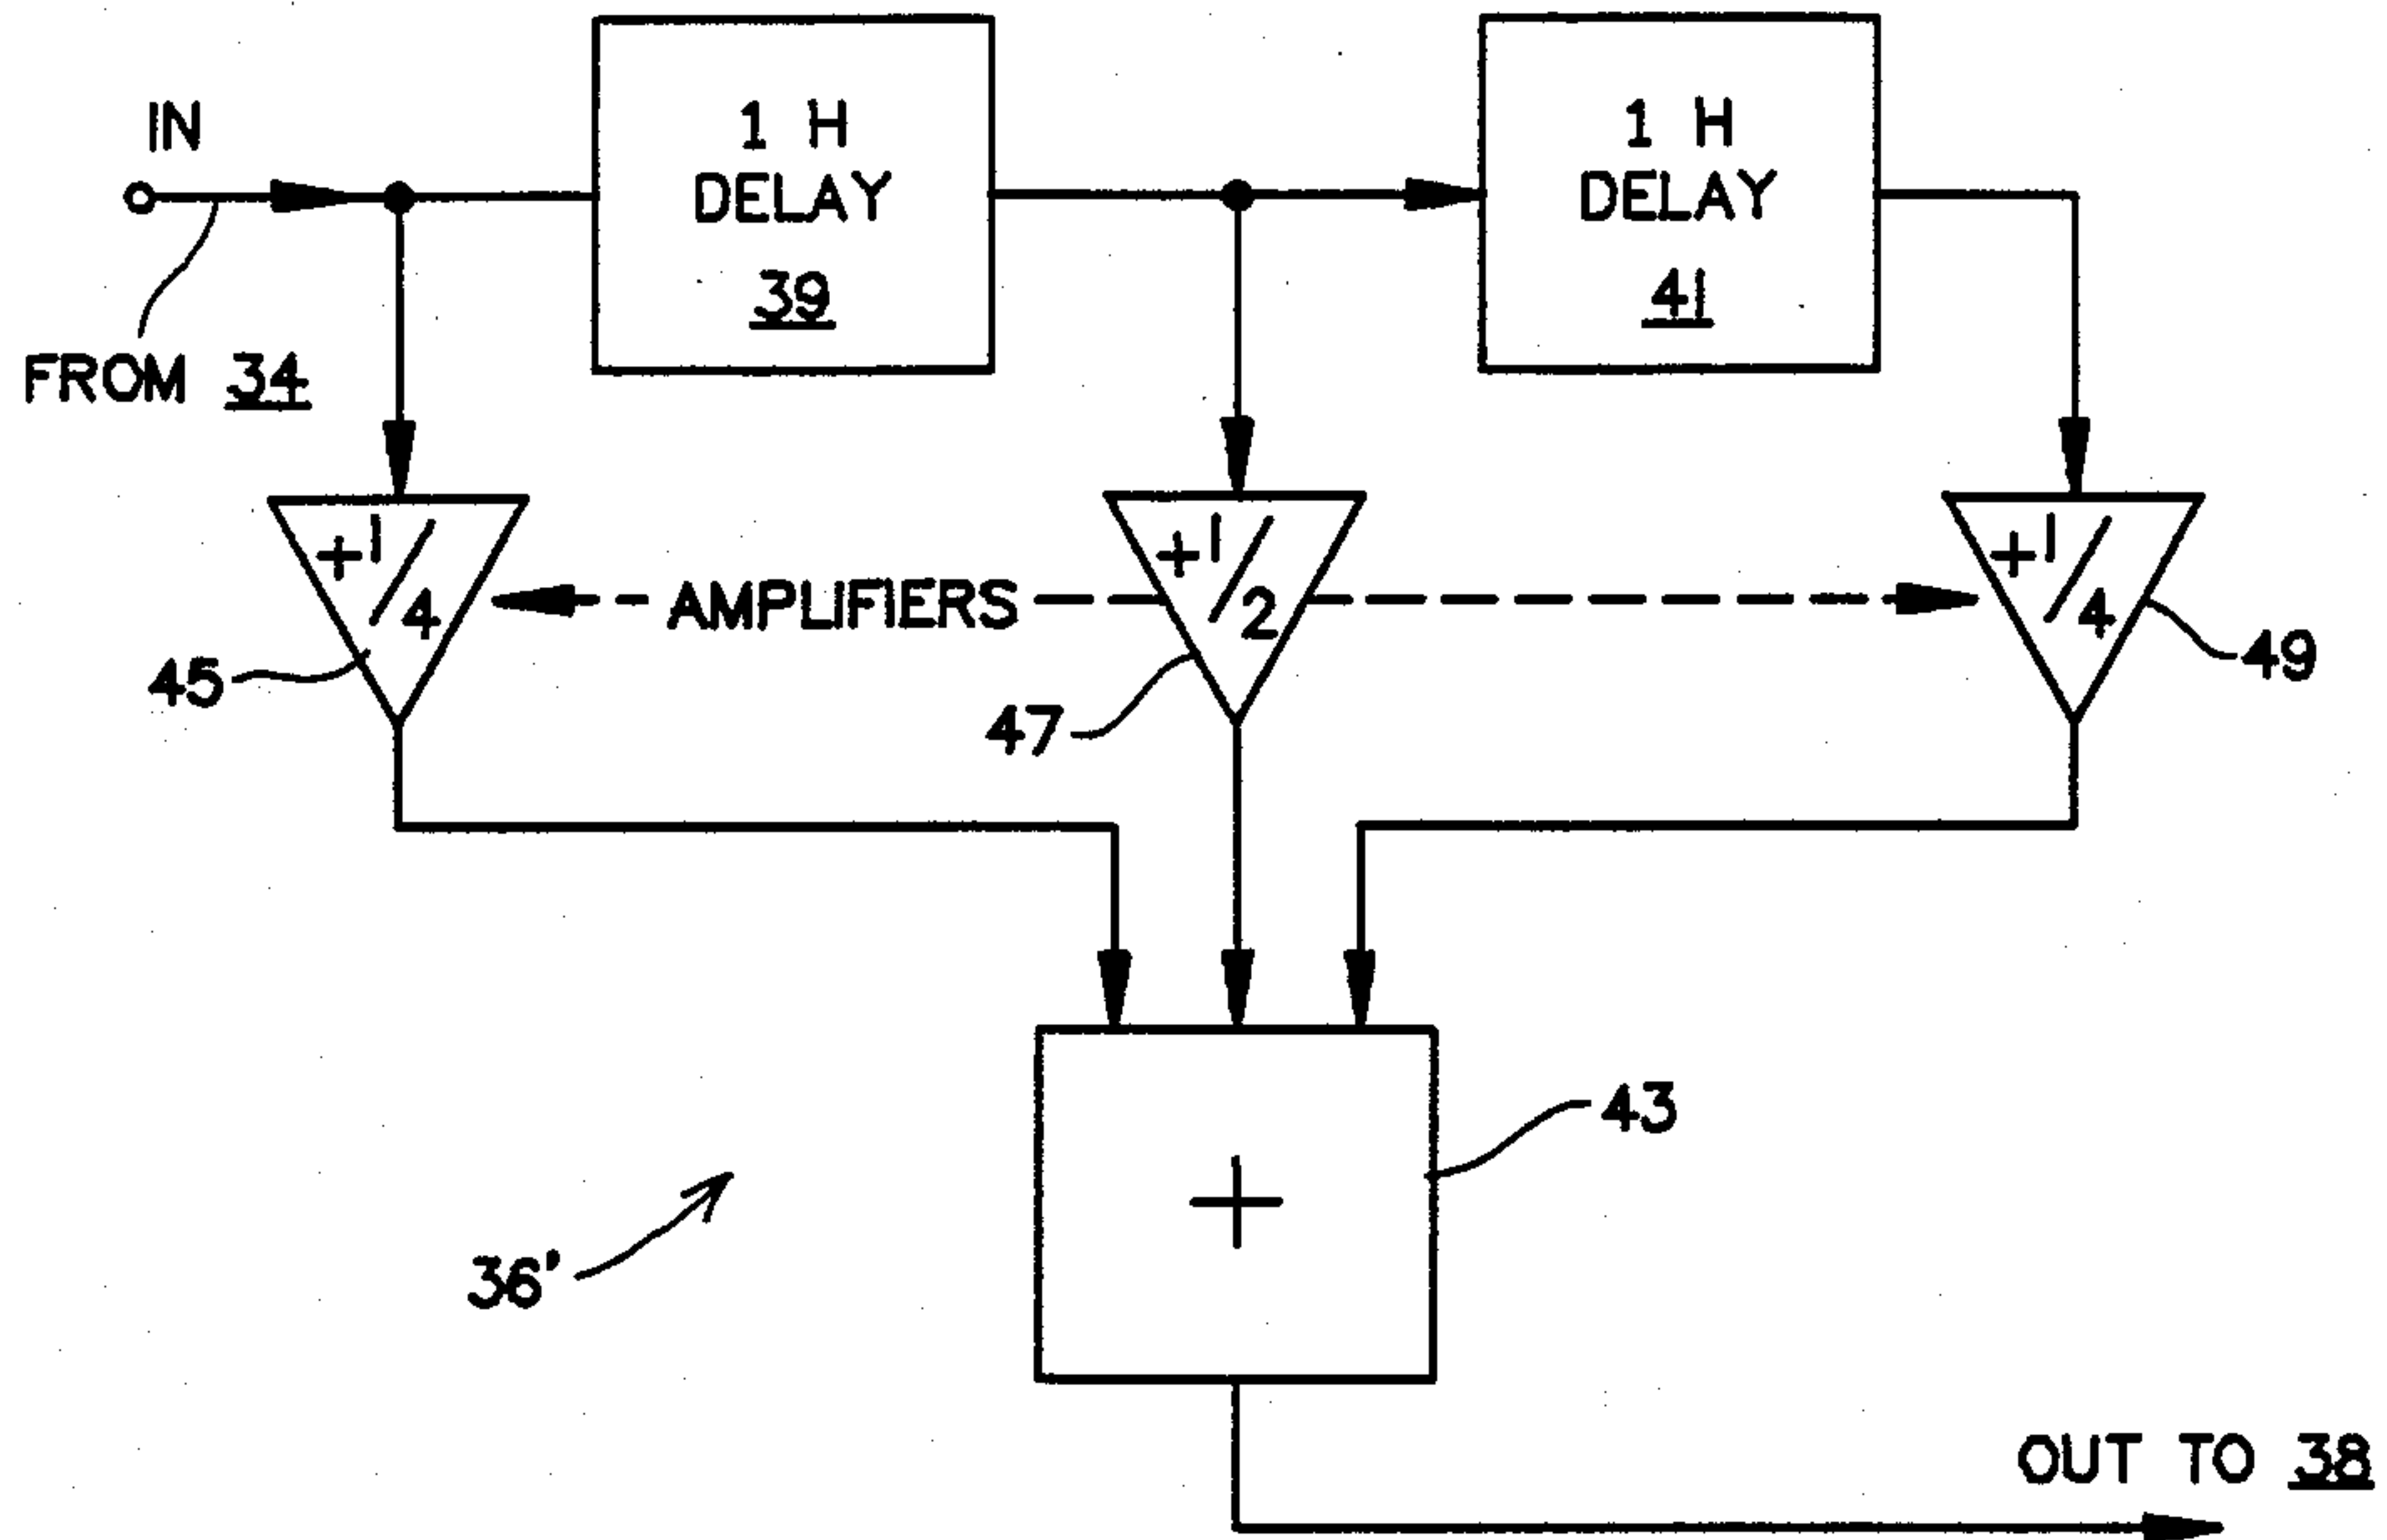 IN
1 H
DELAY
39
1 H
DELAY
41
FROM 34
+1/4
+1/2
+1/4
AMPLIFIERS
45
47
49
43
+
36'
OUT TO 38